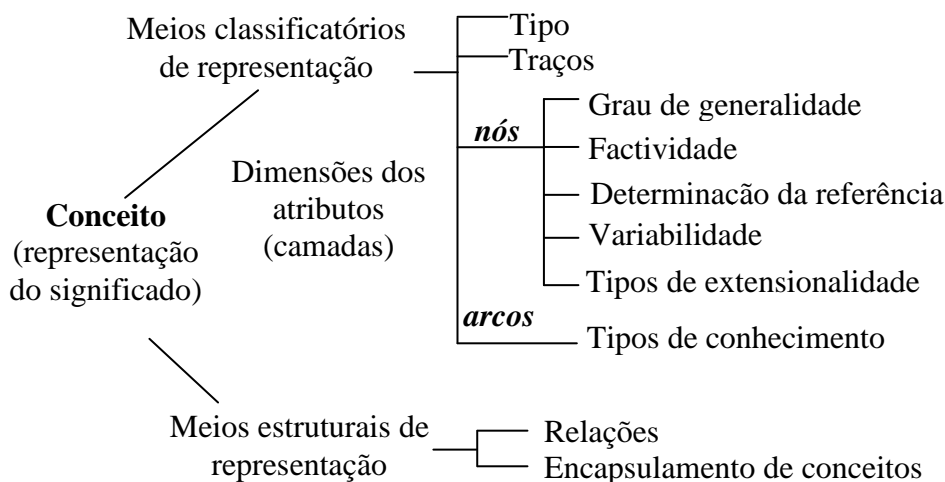 Meios classificatórios
de representação
Tipo
Traços
nós
Grau de generalidade
Factividade
Determinacão da referência
Variabilidade
Tipos de extensionalidade
Dimensões dos
atributos
(camadas)
Conceito
(representação
do significado)
arcos
Tipos de conhecimento
Meios estruturais de
representação
Relações
Encapsulamento de conceitos